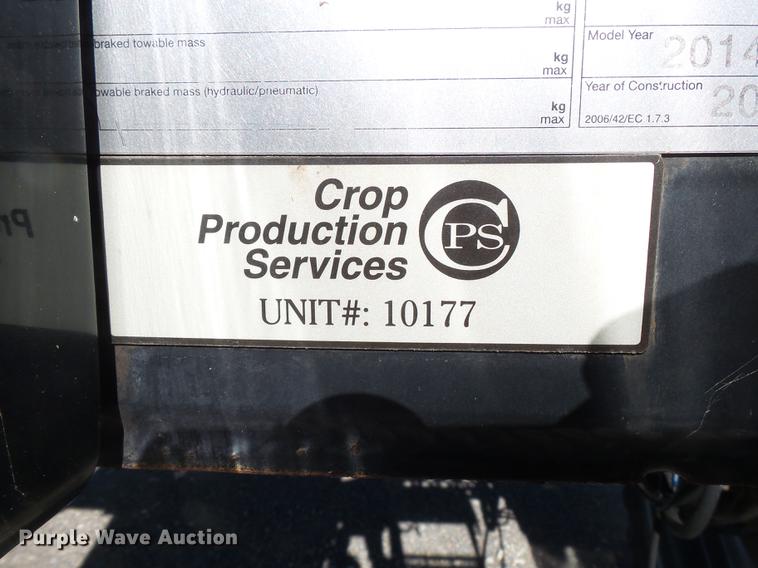 kg
max
braked towable mass
kg
max
towable braked mass (hydraulic/pneumatic)
kg
max
Model Year 2014
Year of Construction 20
2006/42/EC 1.7.3
Crop
Production
Services
CPS
UNIT#: 10177
Purple Wave Auction